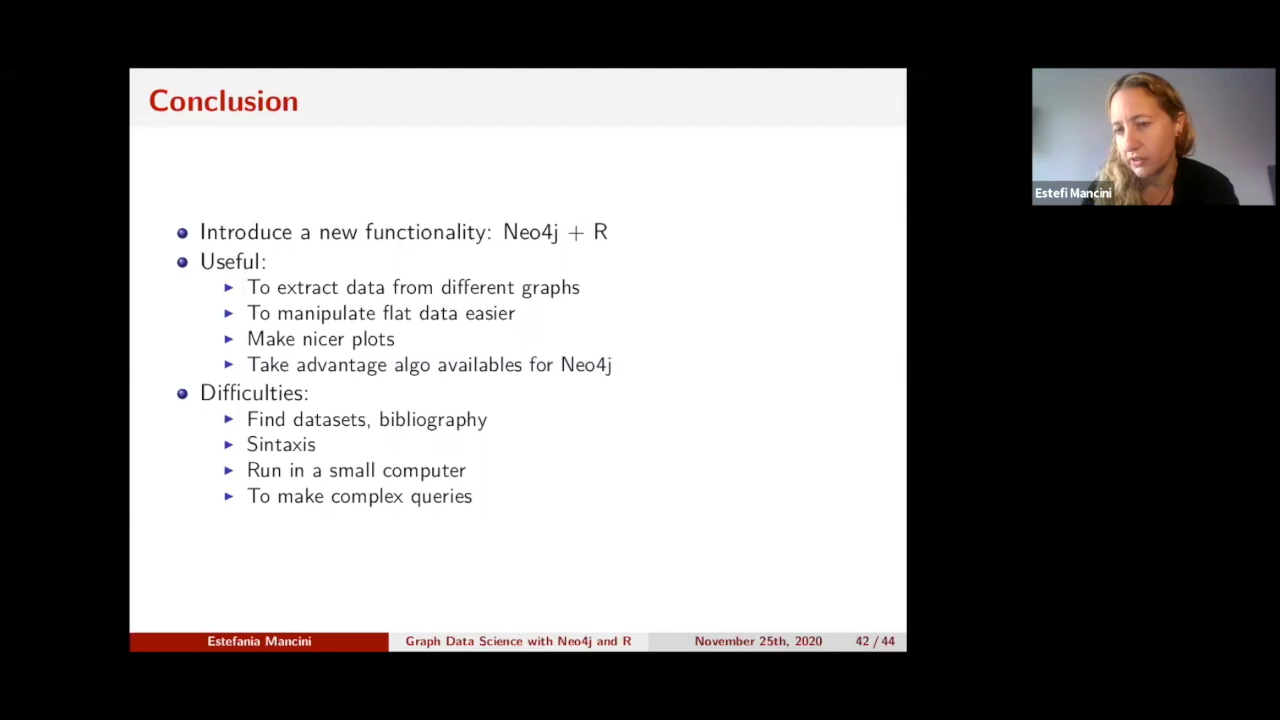 Conclusion
Introduce a new functionality: Neo4j + R
Useful:
To extract data from different graphs
To manipulate flat data easier
Make nicer plots
Take advantage algo availables for Neo4j
Difficulties:
Find datasets, bibliography
Sintaxis
Run in a small computer
To make complex queries
Estefania Mancini
Graph Data Science with Neo4j and R
November 25th, 2020
42 / 44
Estefi Mancini